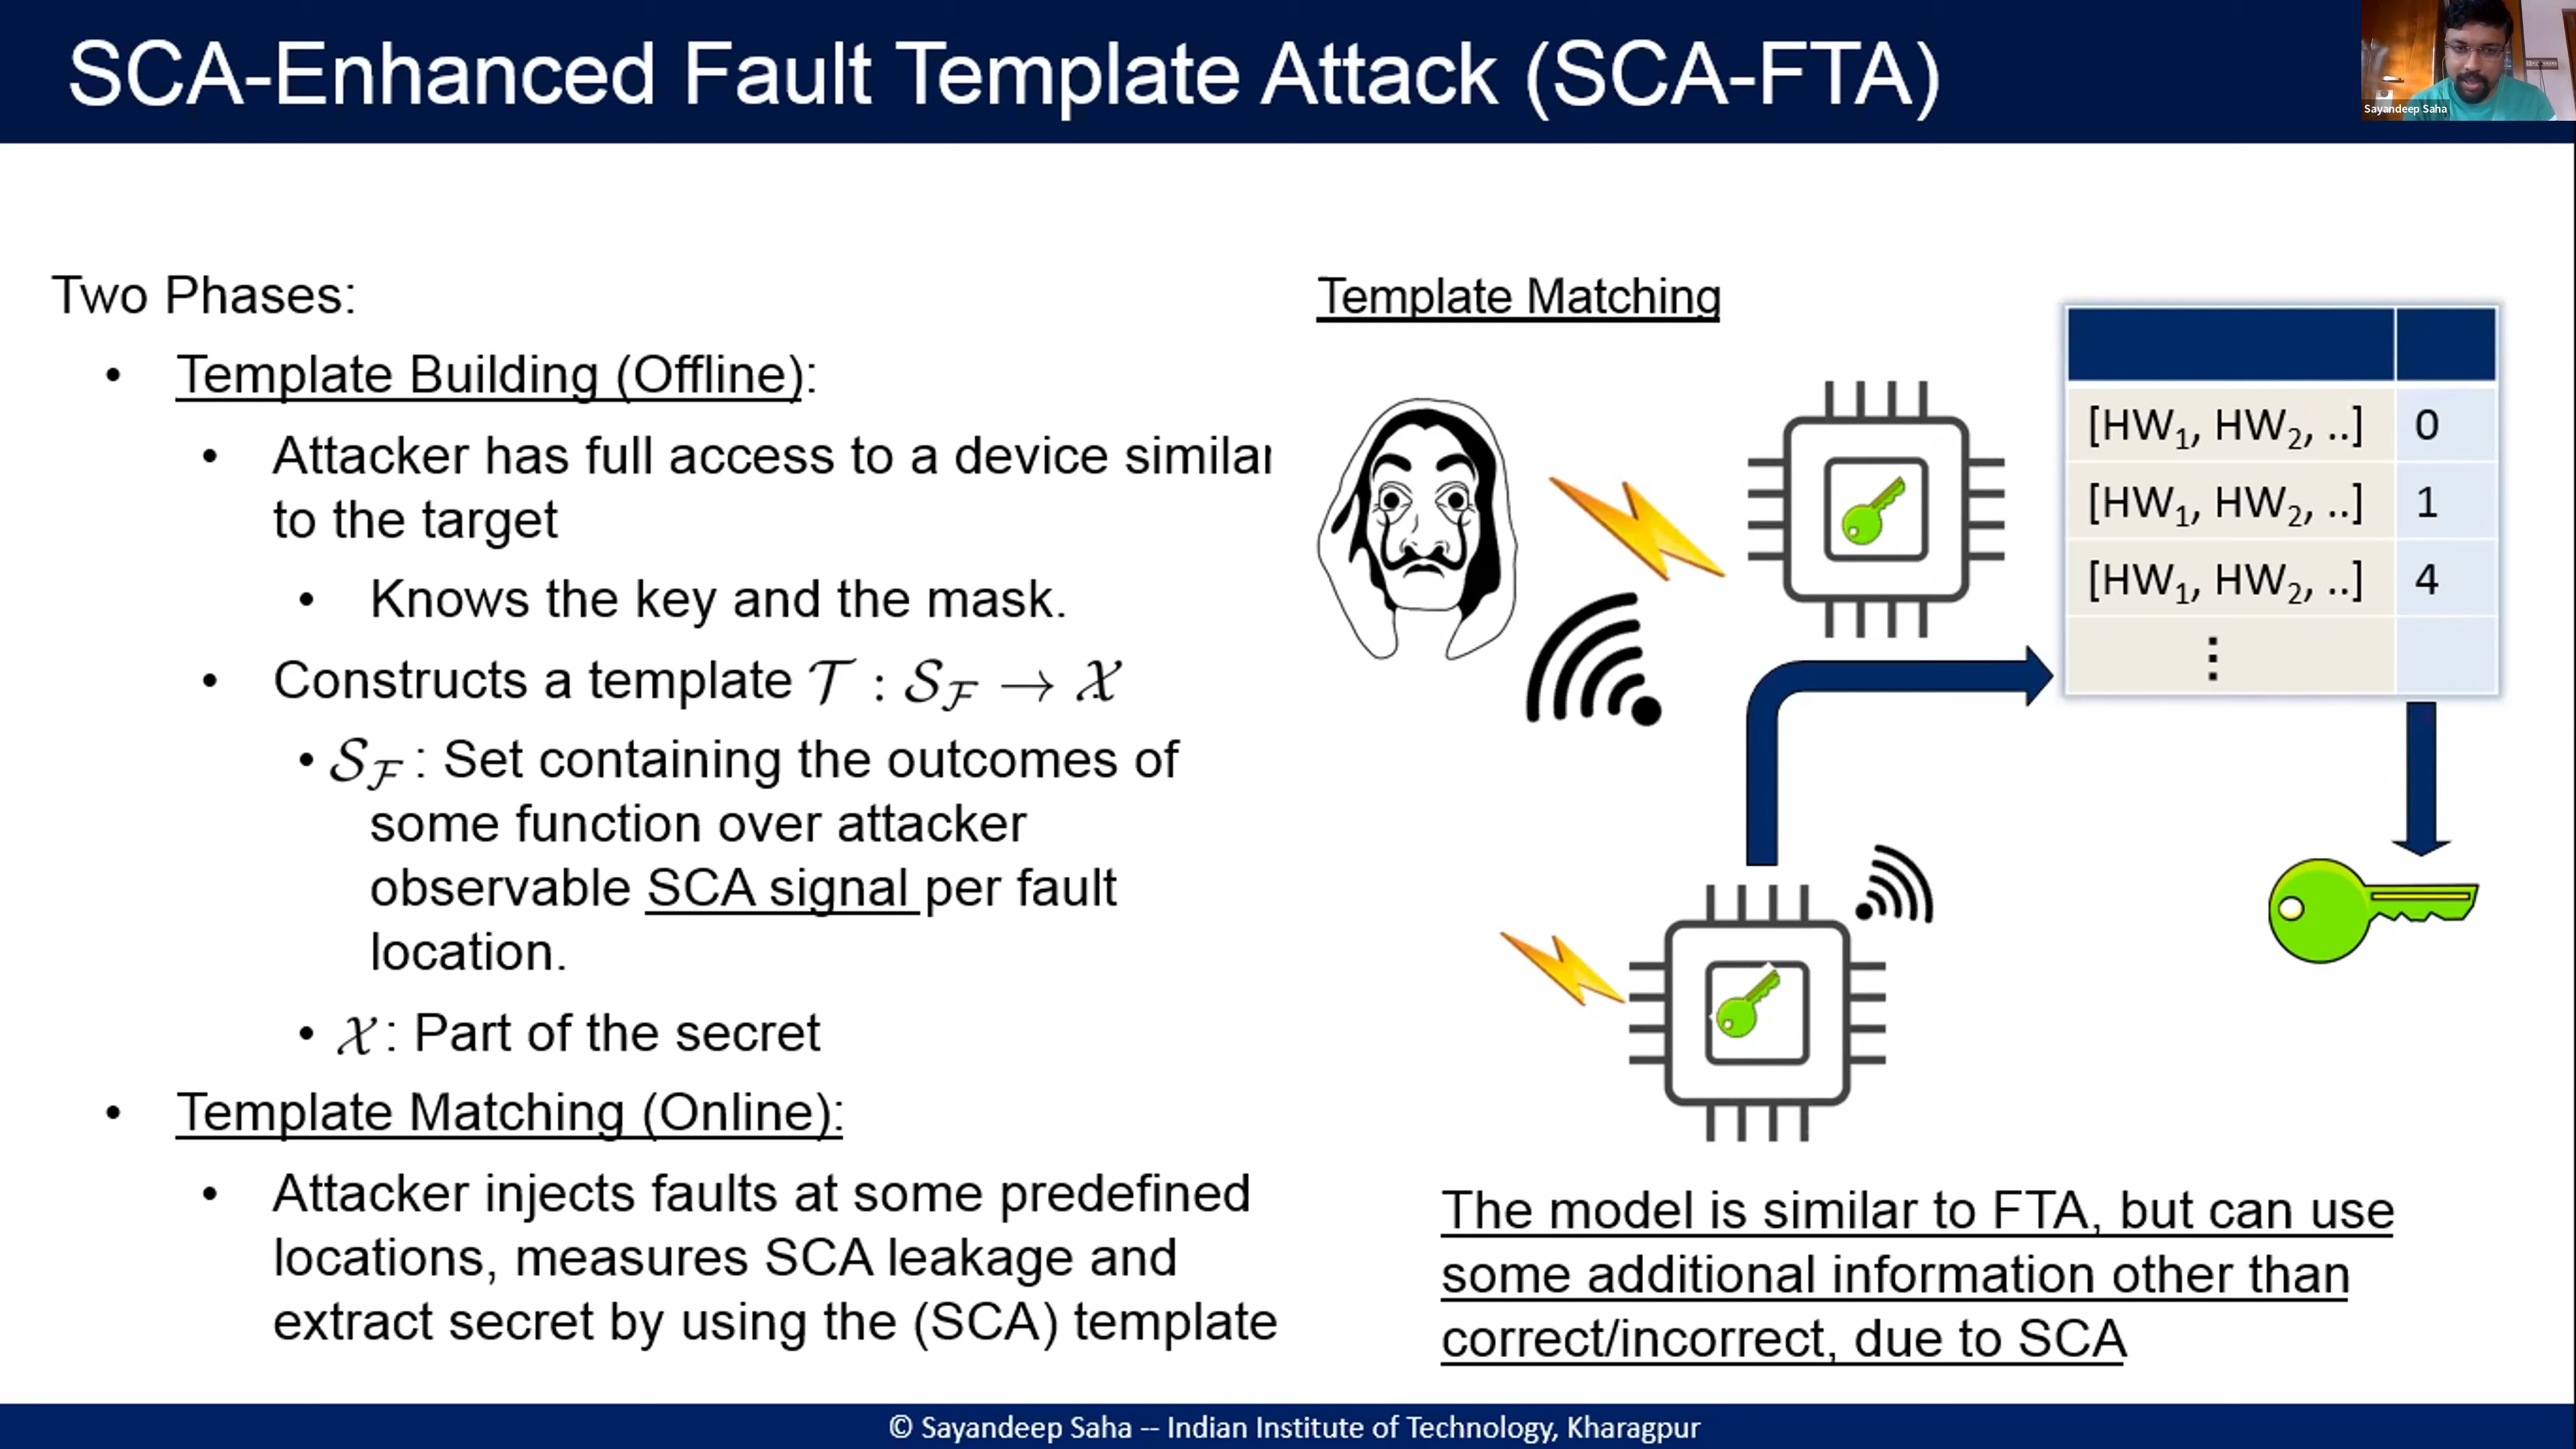 SCA-Enhanced Fault Template Attack (SCA-FTA)
Sayandeep Saha
Two Phases:
• Template Building (Offline):
• Attacker has full access to a device similar
to the target
• Knows the key and the mask.
• Constructs a template 𝒯 : 𝒮_ℱ → 𝒳
• 𝒮_ℱ : Set containing the outcomes of
some function over attacker
observable SCA signal per fault
location.
• 𝒳 : Part of the secret
• Template Matching (Online):
• Attacker injects faults at some predefined
locations, measures SCA leakage and
extract secret by using the (SCA) template
Template Matching
[HW₁, HW₂, ..] 0
[HW₁, HW₂, ..] 1
[HW₁, HW₂, ..] 4
⋮
The model is similar to FTA, but can use
some additional information other than
correct/incorrect, due to SCA
© Sayandeep Saha -- Indian Institute of Technology, Kharagpur